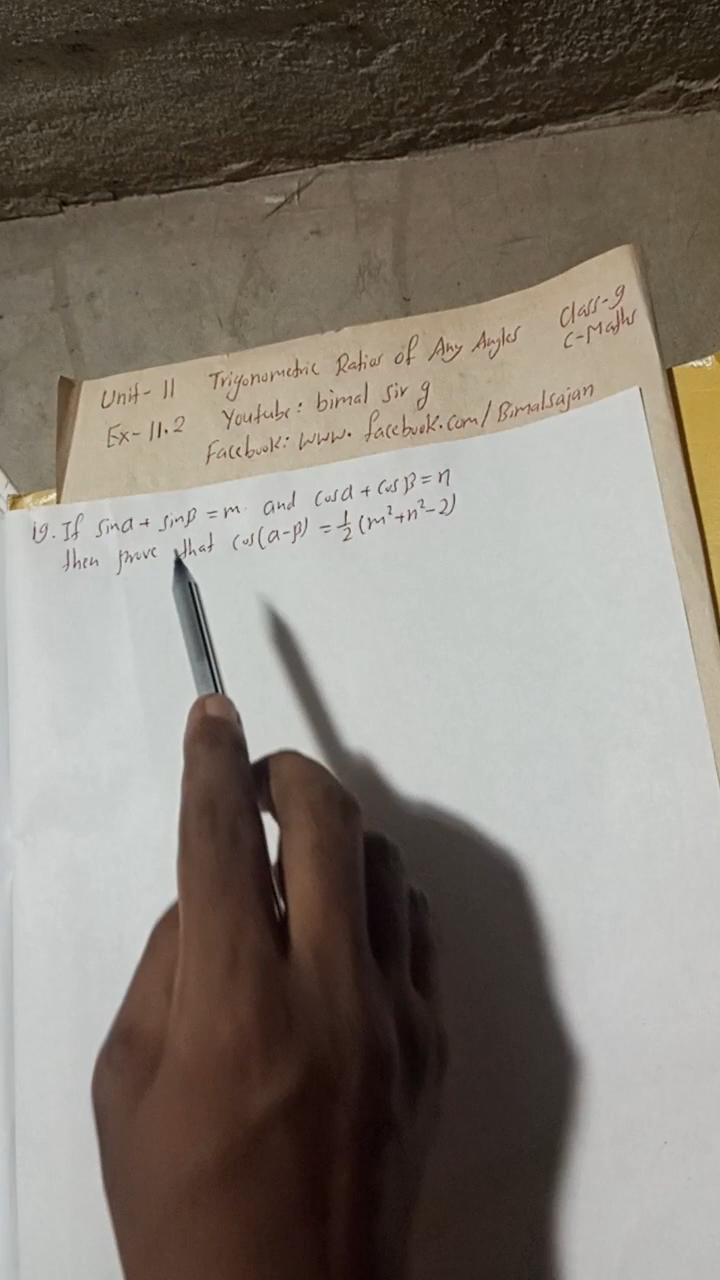 Unit-11 Trigonometric Ratios of Any Angles Class-9
Ex-11.2 Youtube: bimal sir g C-Maths
Facebook: www.facebook.com/Bimalsajan
19. If sinα + sinβ = m. and cosα + cosβ = n
then prove that cos(α-β) = 1/2 (m²+n²-2)